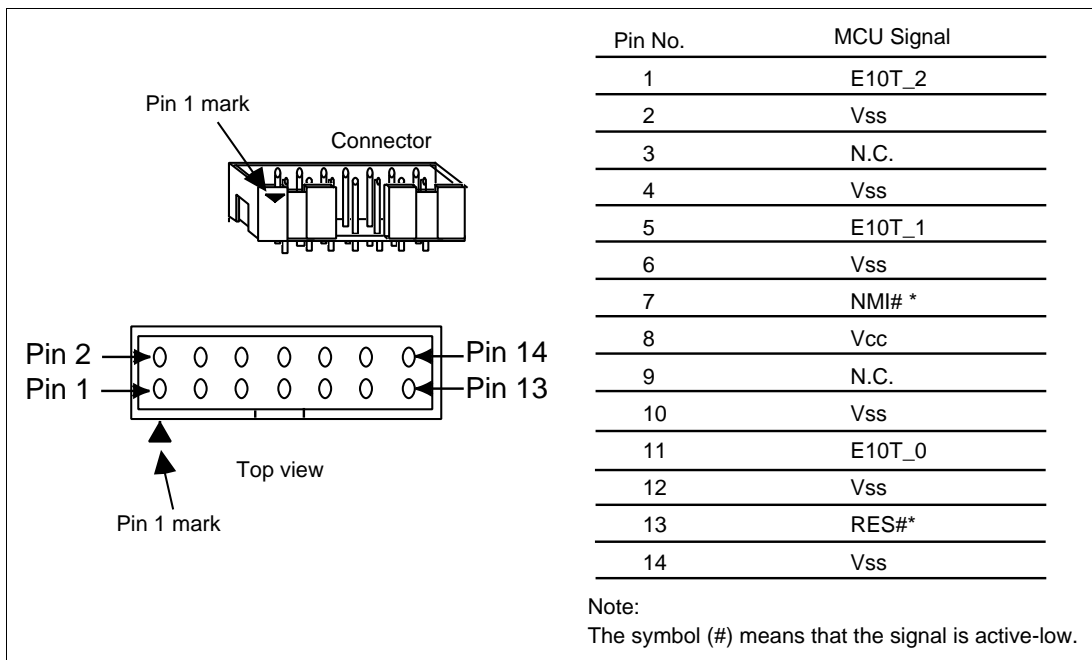 Pin 1 mark
Connector
Pin 2
Pin 14
Pin 1
Pin 13
Top view
Pin 1 mark
Pin No. MCU Signal
1 E10T_2
2 Vss
3 N.C.
4 Vss
5 E10T_1
6 Vss
7 NMI# *
8 Vcc
9 N.C.
10 Vss
11 E10T_0
12 Vss
13 RES#*
14 Vss
Note:
The symbol (#) means that the signal is active-low.